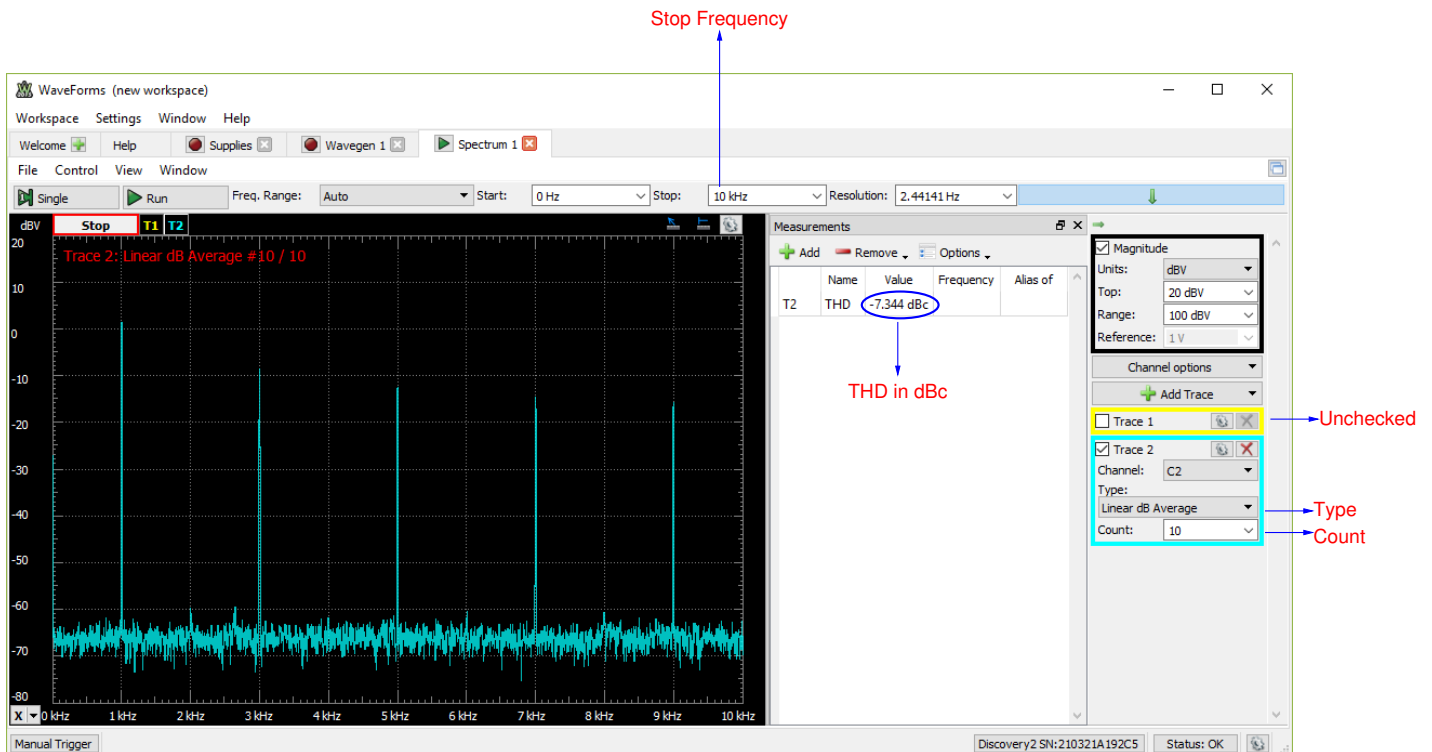 Stop Frequency
WaveForms (new workspace)
Workspace Settings Window Help
Welcome Help Supplies Wavegen 1 Spectrum 1
File Control View Window
Single Run Freq. Range: Auto Start: 0 Hz Stop: 10 kHz Resolution: 2.44141 Hz
dBV Stop T1 T2
Trace 2: Linear dB Average #10 / 10
20
10
0
-10
-20
-30
-40
-50
-60
-70
-80
X 0 kHz 1 kHz 2 kHz 3 kHz 4 kHz 5 kHz 6 kHz 7 kHz 8 kHz 9 kHz 10 kHz
Measurements
Add Remove Options
Name Value Frequency Alias of
T2 THD -7.344 dBc
THD in dBc
Magnitude
Units: dBV
Top: 20 dBV
Range: 100 dBV
Reference: 1 V
Channel options
Add Trace
Trace 1
Unchecked
Trace 2
Channel: C2
Type:
Linear dB Average
Type
Count: 10
Count
Manual Trigger
Discovery2 SN:210321A192C5 Status: OK